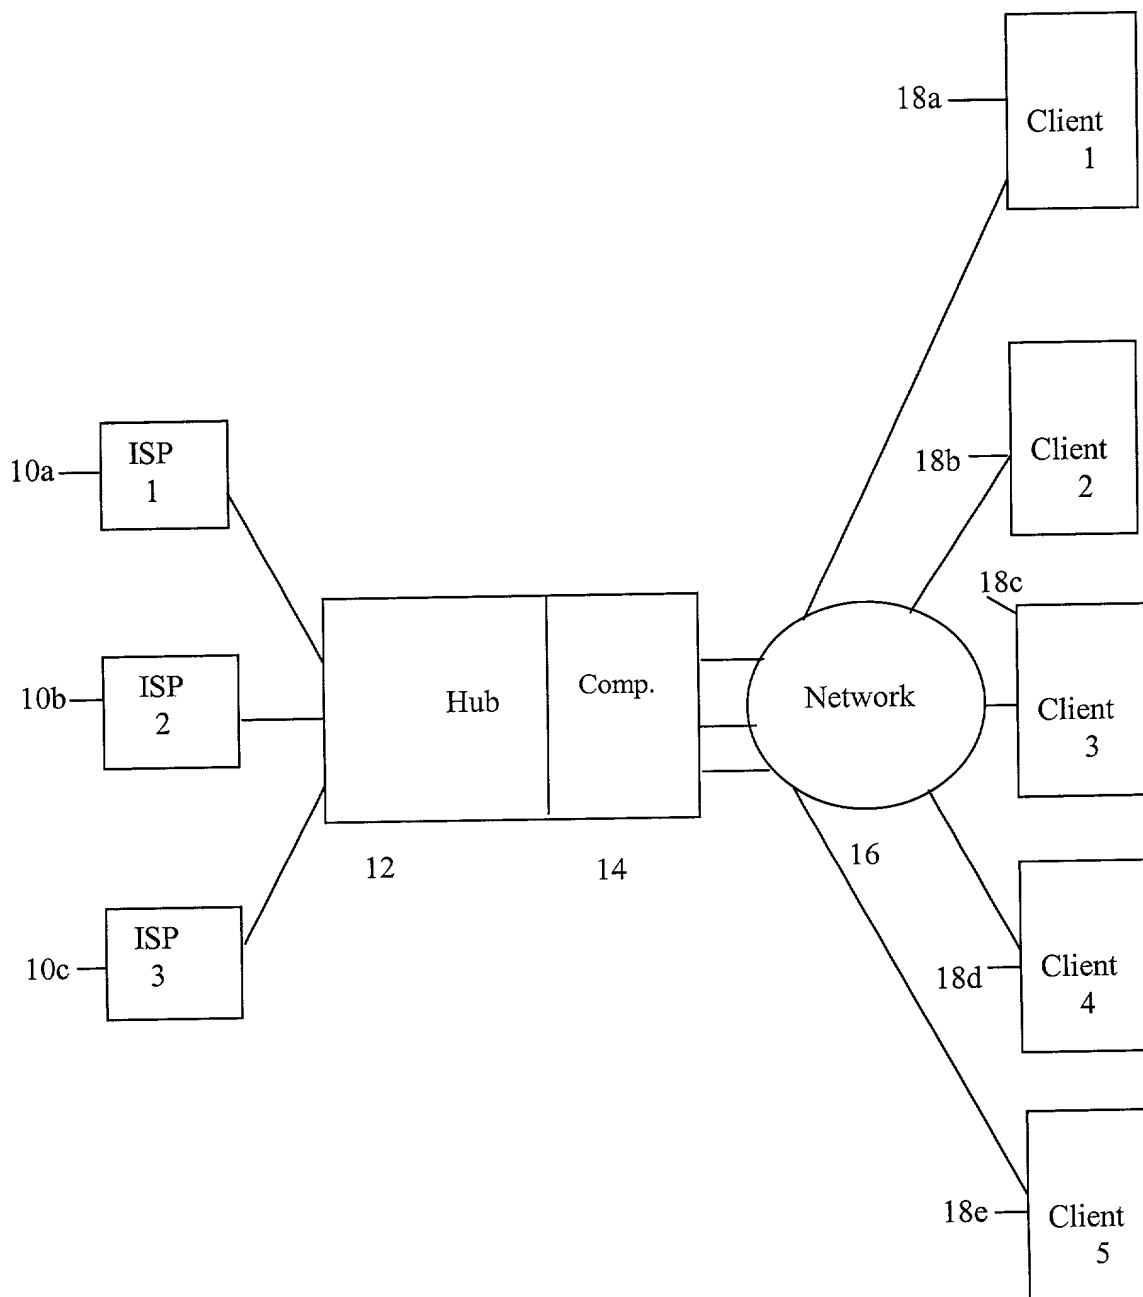 18a
Client
1
18b
Client
2
10a
ISP
1
18c
Client
3
10b
ISP
2
Hub
Comp.
Network
12
14
16
10c
ISP
3
18d
Client
4
18e
Client
5